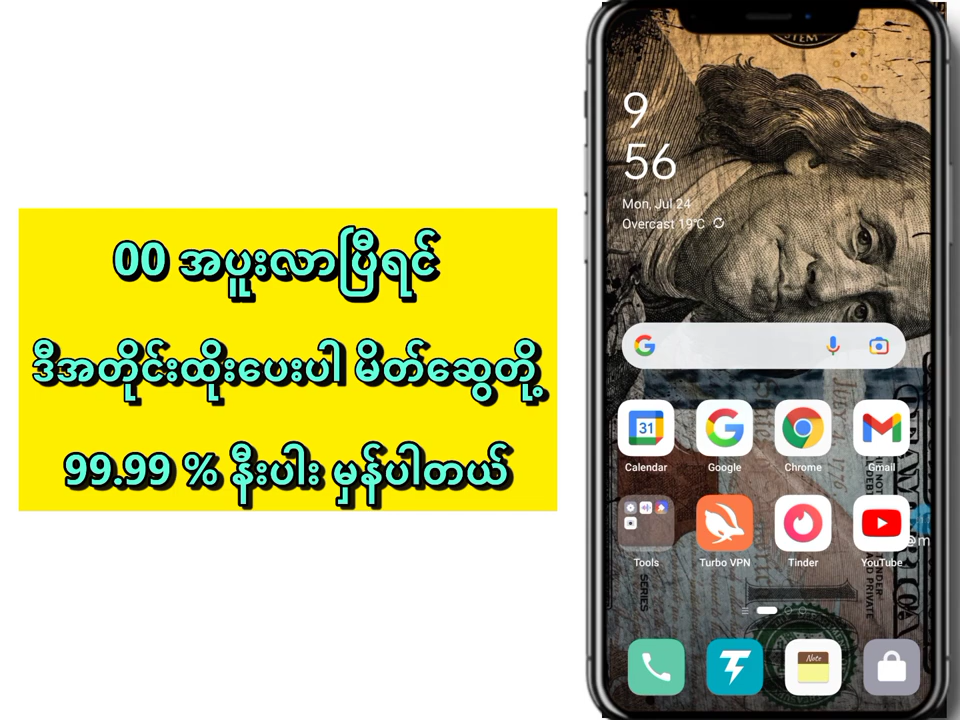 00 အပူးလာပြီရင်
ဒီအတိုင်းထိုးပေးပါ မိတ်ဆွေတို့
99.99 % နီးပါး မှန်ပါတယ်
9
56
Mon, Jul 24
Overcast 19°C
31
Calendar
Google
Chrome
Gmail
Tools
Turbo VPN
Tinder
YouTube
@m
SERIES
Note